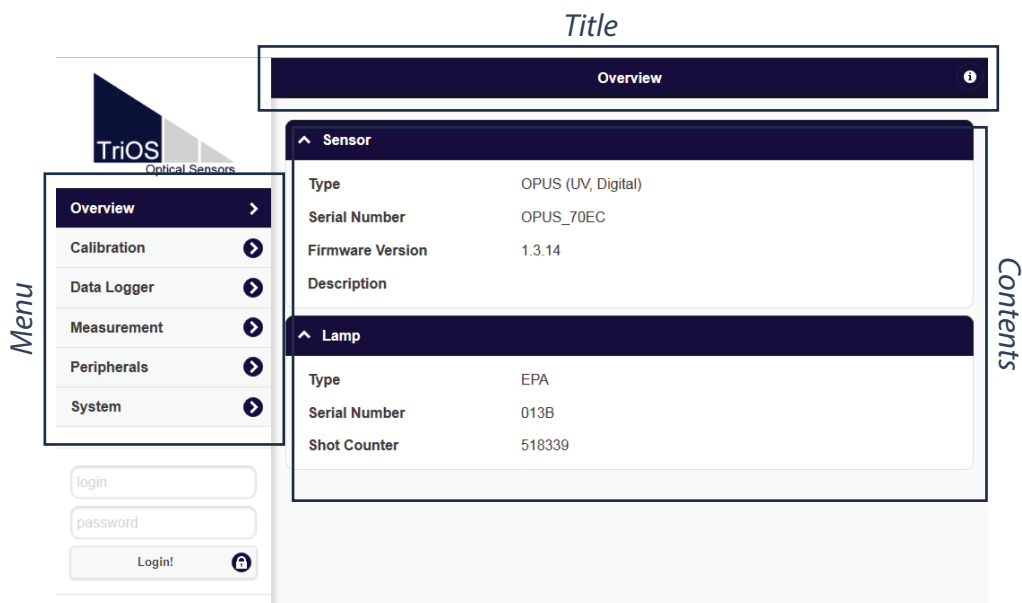 Title
Overview
i
TriOS
Optical Sensors
Menu
Overview
Calibration
Data Logger
Measurement
Peripherals
System
login
password
Login!
Contents
Sensor
Type OPUS (UV, Digital)
Serial Number OPUS_70EC
Firmware Version 1.3.14
Description
Lamp
Type EPA
Serial Number 013B
Shot Counter 518339